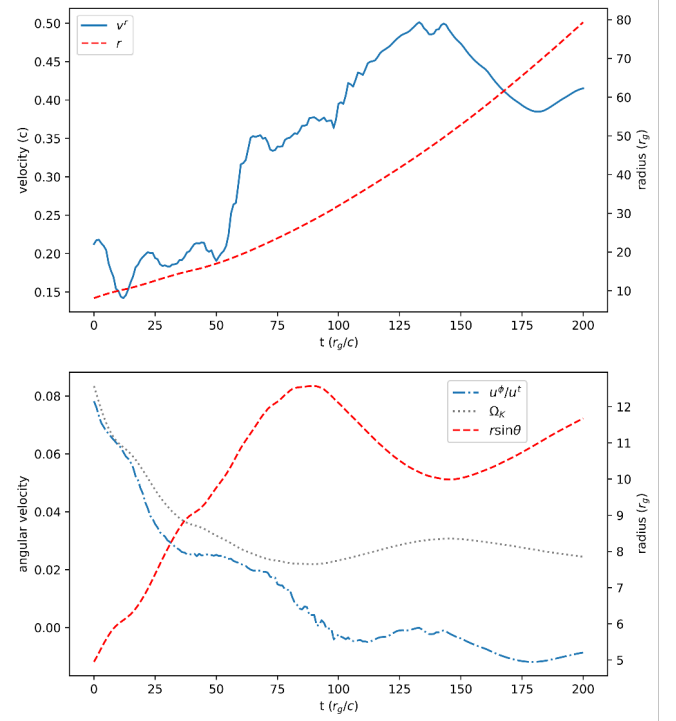 0.50
0.45
0.40
0.35
0.30
0.25
0.20
0.15
velocity (c)
v^r
r
80
70
60
50
40
30
20
10
radius (r_g)
0 25 50 75 100 125 150 175 200
t (r_g/c)
0.08
0.06
0.04
0.02
0.00
angular velocity
u^ϕ/u^t
Ω_K
rsinθ
12
11
10
9
8
7
6
5
radius (r_g)
0 25 50 75 100 125 150 175 200
t (r_g/c)